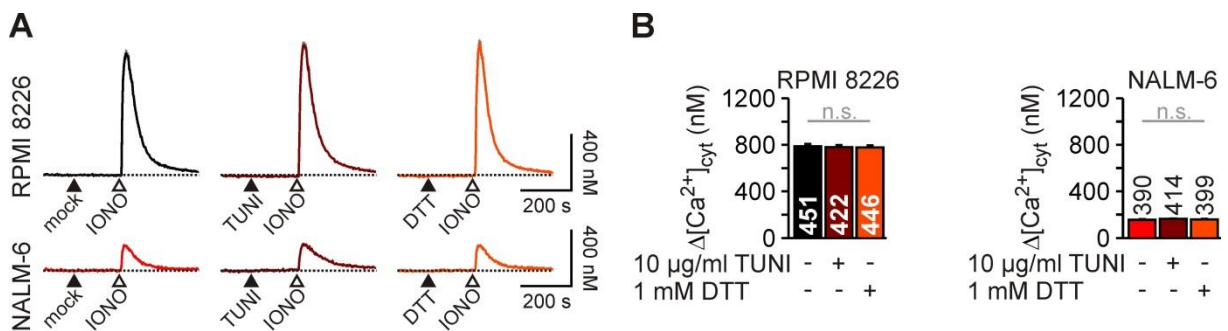 A
RPMI 8226
mock
IONO
TUNI
IONO
DTT
IONO
400 nM
200 s
NALM-6
mock
IONO
TUNI
IONO
DTT
IONO
400 nM
200 s
B
RPMI 8226
Δ[Ca²⁺]cyt (nM)
1200
800
400
0
n.s.
451
422
446
10 µg/ml TUNI - + -
1 mM DTT - - +
NALM-6
Δ[Ca²⁺]cyt (nM)
1200
800
400
0
n.s.
390
414
399
10 µg/ml TUNI - + -
1 mM DTT - - +